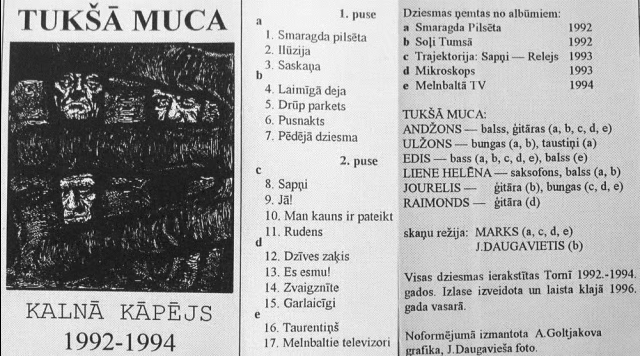 TUKŠĀ MUCA
KALNĀ KĀPĒJS
1992-1994
1. puse
a
1. Smaragda pilsēta
2. Ilūzija
3. Saskaņa
b
4. Laimīgā deja
5. Drūp parkets
6. Pusnakts
7. Pēdējā dziesma
2. puse
c
8. Sapņi
9. Jā!
10. Man kauns ir pateikt
11. Rudens
d
12. Dzīves zaķis
13. Es esmu!
14. Zvaigznīte
15. Garlaicīgi
e
16. Taurentiņš
17. Melnbaltie televizori
Dziesmas ņemtas no albūmiem:
a Smaragda Pilsēta 1992
b Soļi Tumsā 1992
c Trajektorija: Sapņi — Relejs 1993
d Mikroskops 1993
e Melnbaltā TV 1994
TUKŠĀ MUCA:
ANDŽONS — balss, ģitāras (a, b, c, d, e)
ULŽONS — bungas (a, b), taustiņi (a)
EDIS — bass (a, b, c, d, e), balss (e)
LIENE HELĒNA — saksofons, balss (a, b)
JOURELIS — ģitāra (b), bungas (c, d, e)
RAIMONDS — ģitāra (d)
skaņu režija: MARKS (a, c, d, e)
J.DAUGAVIETIS (b)
Visas dziesmas ierakstītas Tomī 1992.-1994.
gados. Izlase izveidota un laista klajā 1996.
gada vasarā.
Noformējumā izmantota A.Goltjakova
grafika, J.Daugavieša foto.